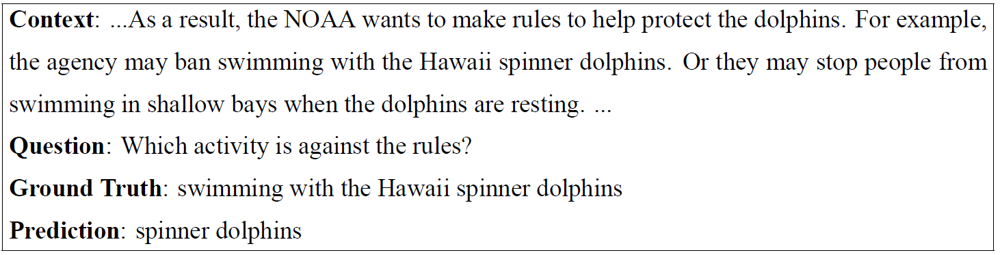 Context: ...As a result, the NOAA wants to make rules to help protect the dolphins. For example,
the agency may ban swimming with the Hawaii spinner dolphins. Or they may stop people from
swimming in shallow bays when the dolphins are resting. ...
Question: Which activity is against the rules?
Ground Truth: swimming with the Hawaii spinner dolphins
Prediction: spinner dolphins